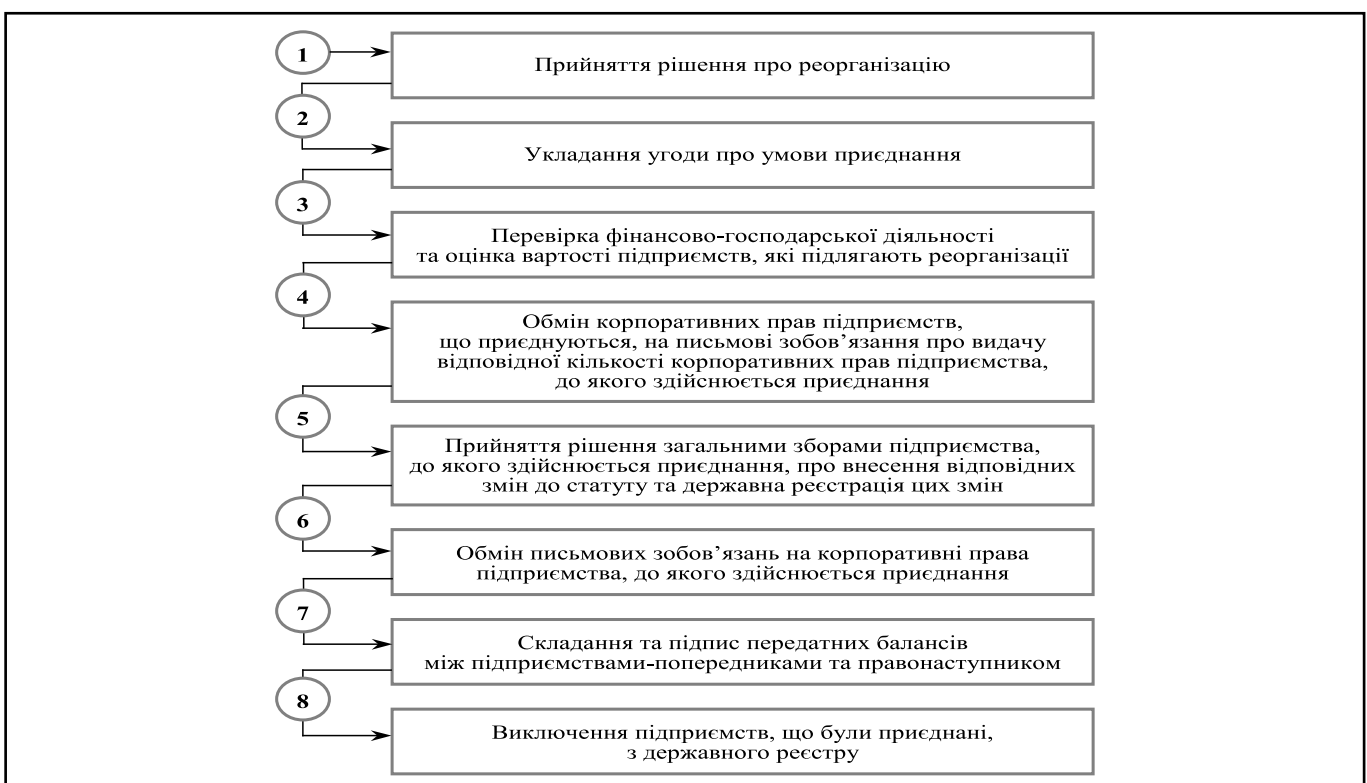 1
Прийняття рішення про реорганізацію
2
Укладання угоди про умови приєднання
3
Перевірка фінансово-господарської діяльності
та оцінка вартості підприємств, які підлягають реорганізації
4
Обмін корпоративних прав підприємств,
що приєднуються, на письмові зобов’язання про видачу
відповідної кількості корпоративних прав підприємства,
до якого здійснюється приєднання
5
Прийняття рішення загальними зборами підприємства,
до якого здійснюється приєднання, про внесення відповідних
змін до статуту та державна реєстрація цих змін
6
Обмін письмових зобов’язань на корпоративні права
підприємства, до якого здійснюється приєднання
7
Складання та підпис передатних балансів
між підприємствами-попередниками та правонаступником
8
Виключення підприємств, що були приєднані,
з державного реєстру